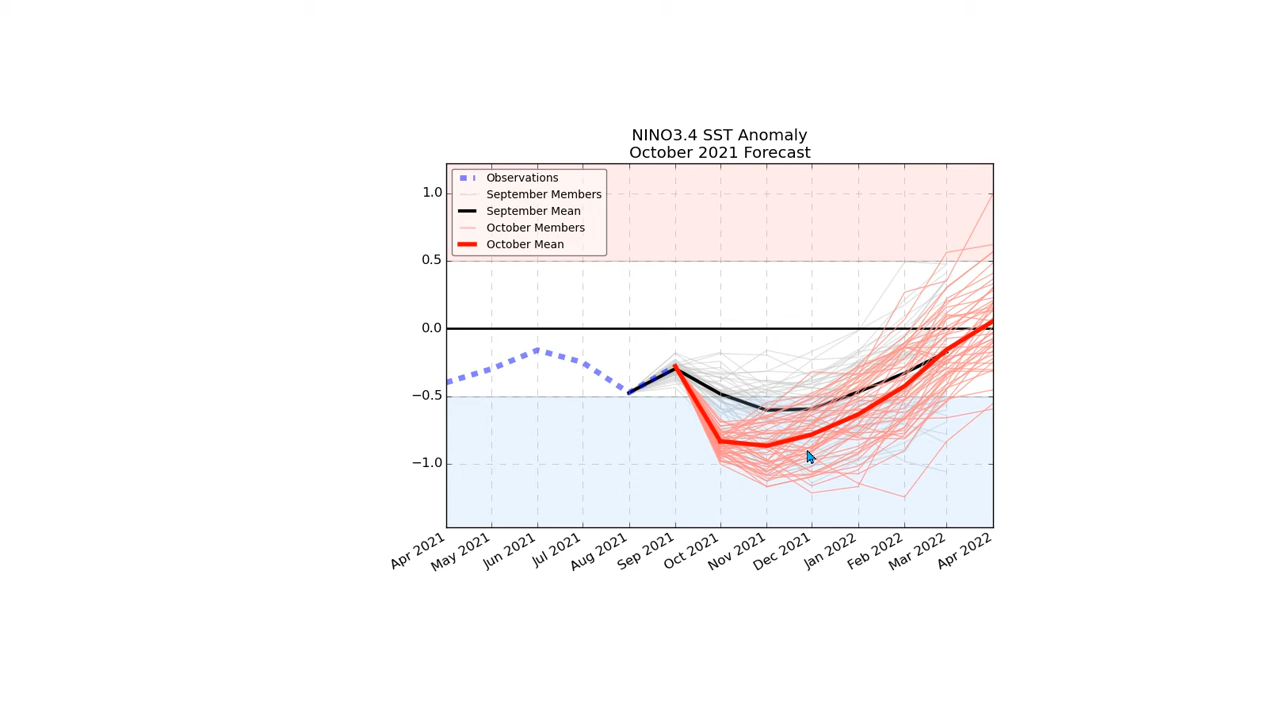 NINO3.4 SST Anomaly
October 2021 Forecast
Observations
September Members
September Mean
October Members
October Mean
1.0
0.5
0.0
−0.5
−1.0
Apr 2021
May 2021
Jun 2021
Jul 2021
Aug 2021
Sep 2021
Oct 2021
Nov 2021
Dec 2021
Jan 2022
Feb 2022
Mar 2022
Apr 2022